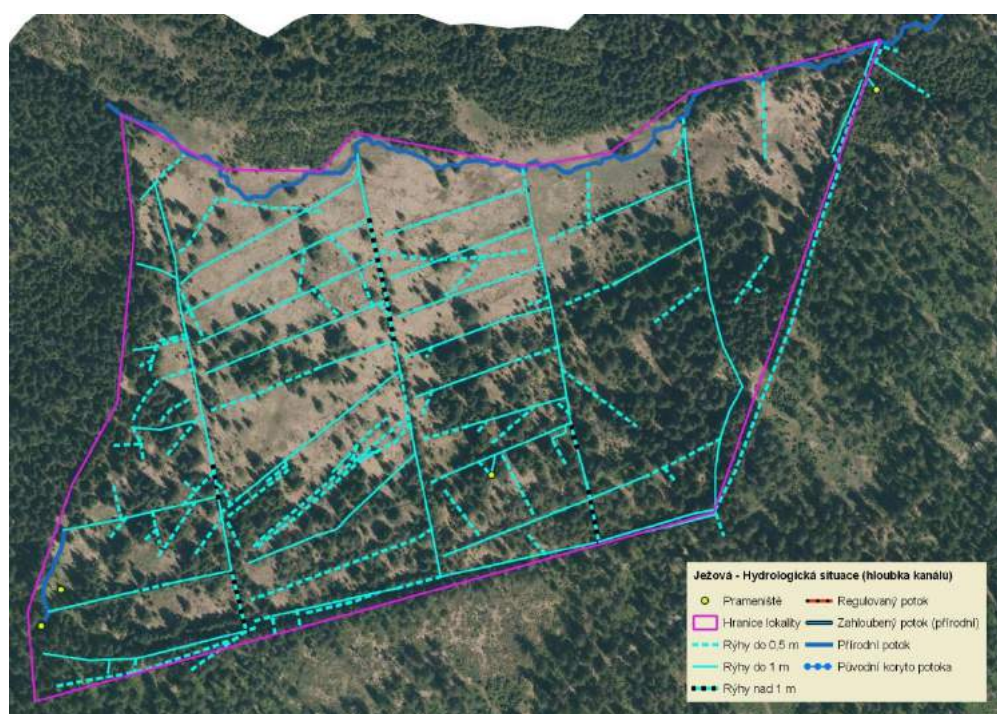 Ježová - Hydrologická situace (hloubka kanálu)
Prameniště
Regulovaný potok
Hranice lokality
Zahloubený potok (přírodní)
Rýhy do 0,5 m
Přírodní potok
Rýhy do 1 m
Původní koryto potoka
Rýhy nad 1 m